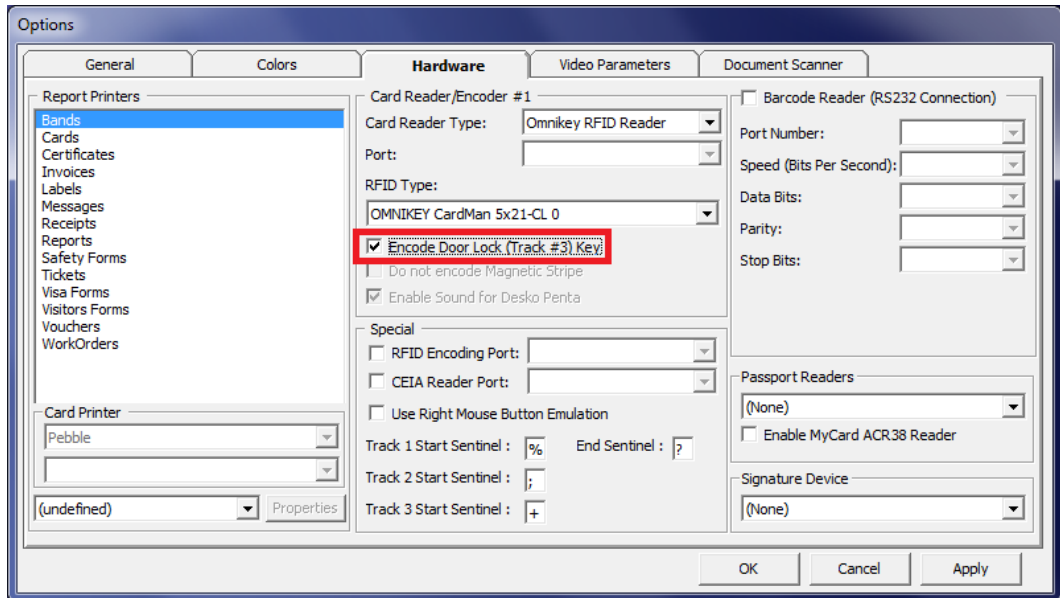 Options
General
Colors
Hardware
Video Parameters
Document Scanner
Report Printers
Bands
Cards
Certificates
Invoices
Labels
Messages
Receipts
Reports
Safety Forms
Tickets
Visa Forms
Visitors Forms
Vouchers
WorkOrders
Card Printer
Pebble
(undefined)
Properties
Card Reader/Encoder #1
Card Reader Type: Omnikey RFID Reader
Port:
RFID Type:
OMNIKEY CardMan 5x21-CL 0
Encode Door Lock (Track #3) Key
Do not encode Magnetic Stripe
Enable Sound for Desko Penta
Special
RFID Encoding Port:
CEIA Reader Port:
Use Right Mouse Button Emulation
Track 1 Start Sentinel : % End Sentinel : ?
Track 2 Start Sentinel : ;
Track 3 Start Sentinel : +
Barcode Reader (RS232 Connection)
Port Number:
Speed (Bits Per Second):
Data Bits:
Parity:
Stop Bits:
Passport Readers
(None)
Enable MyCard ACR38 Reader
Signature Device
(None)
OK
Cancel
Apply